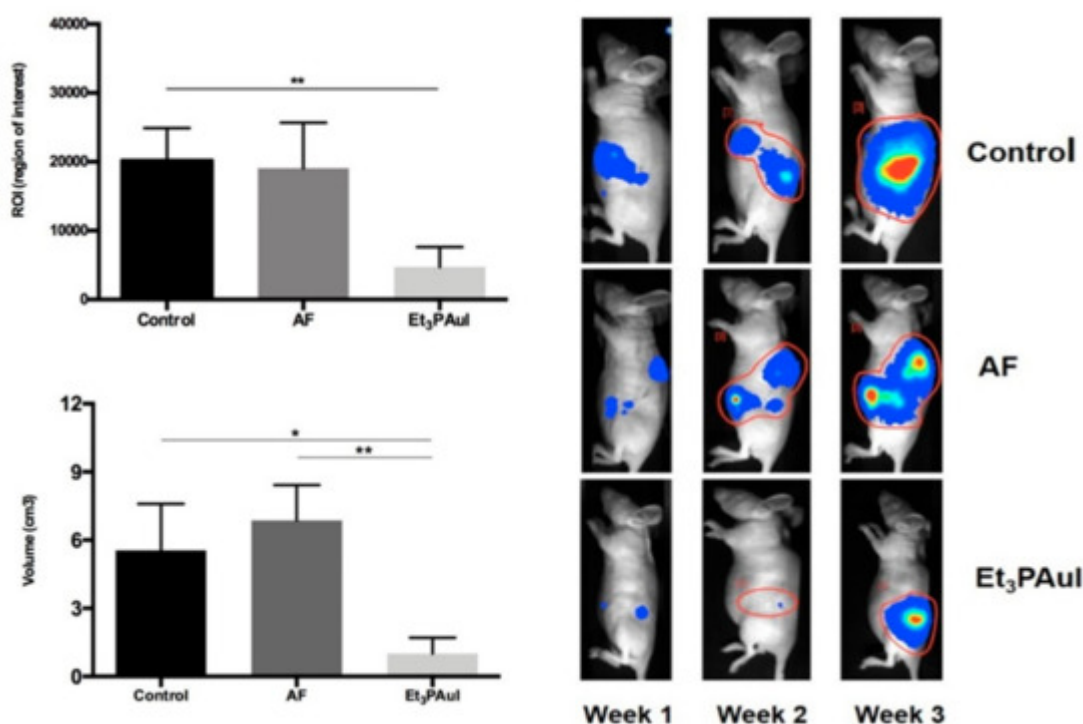 ROI (region of interest)
40000
30000
20000
10000
0
**
Control
AF
Et₃PAuI
Volume (cm3)
12
9
6
3
0
*
**
Control
AF
Et₃PAuI
Control
AF
Et₃PAuI
Week 1
Week 2
Week 3